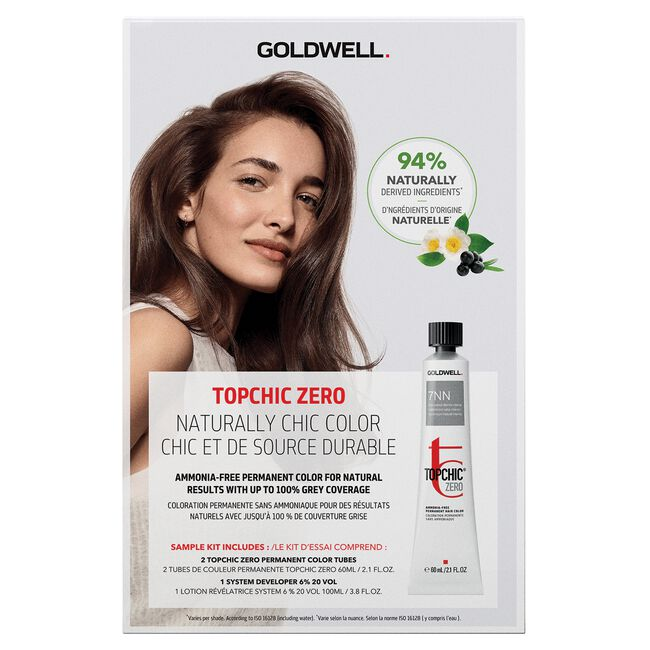 GOLDWELL.
94%
NATURALLY
DERIVED INGREDIENTS*
D'NGRÉDIENTS D'ORIGINE
NATURELLE*
GOLDWELL.
7NN
TOPCHIC®
ZERO
AMMONIA-FREE
PERMANENT HAIR COLOR
COLORATION PERMANENTE
SANS AMMONIAQUE
e 60 mL/2.1 FL.OZ.
TOPCHIC ZERO
NATURALLY CHIC COLOR
CHIC ET DE SOURCE DURABLE
AMMONIA-FREE PERMANENT COLOR FOR NATURAL
RESULTS WITH UP TO 100% GREY COVERAGE
COLORATION PERMANENTE SANS AMMONIAQUE POUR DES RÉSULTATS
NATURELS AVEC JUSQU'À 100 % DE COUVERTURE GRISE
SAMPLE KIT INCLUDES : /LE KIT D'ESSAI COMPREND :
2 TOPCHIC ZERO PERMANENT COLOR TUBES
2 TUBES DE COULEUR PERMANENTE TOPCHIC ZERO 60ML / 2.1 FL.OZ.
1 SYSTEM DEVELOPER 6% 20 VOL
1 LOTION RÉVÉLATRICE SYSTEM 6 % 20 VOL 100ML / 3.8 FL.OZ.
*Varies per shade. According to ISO 16128 (including water). *Varie selon la nuance. Selon la norme ISO 16128 ( y compris l'eau ).